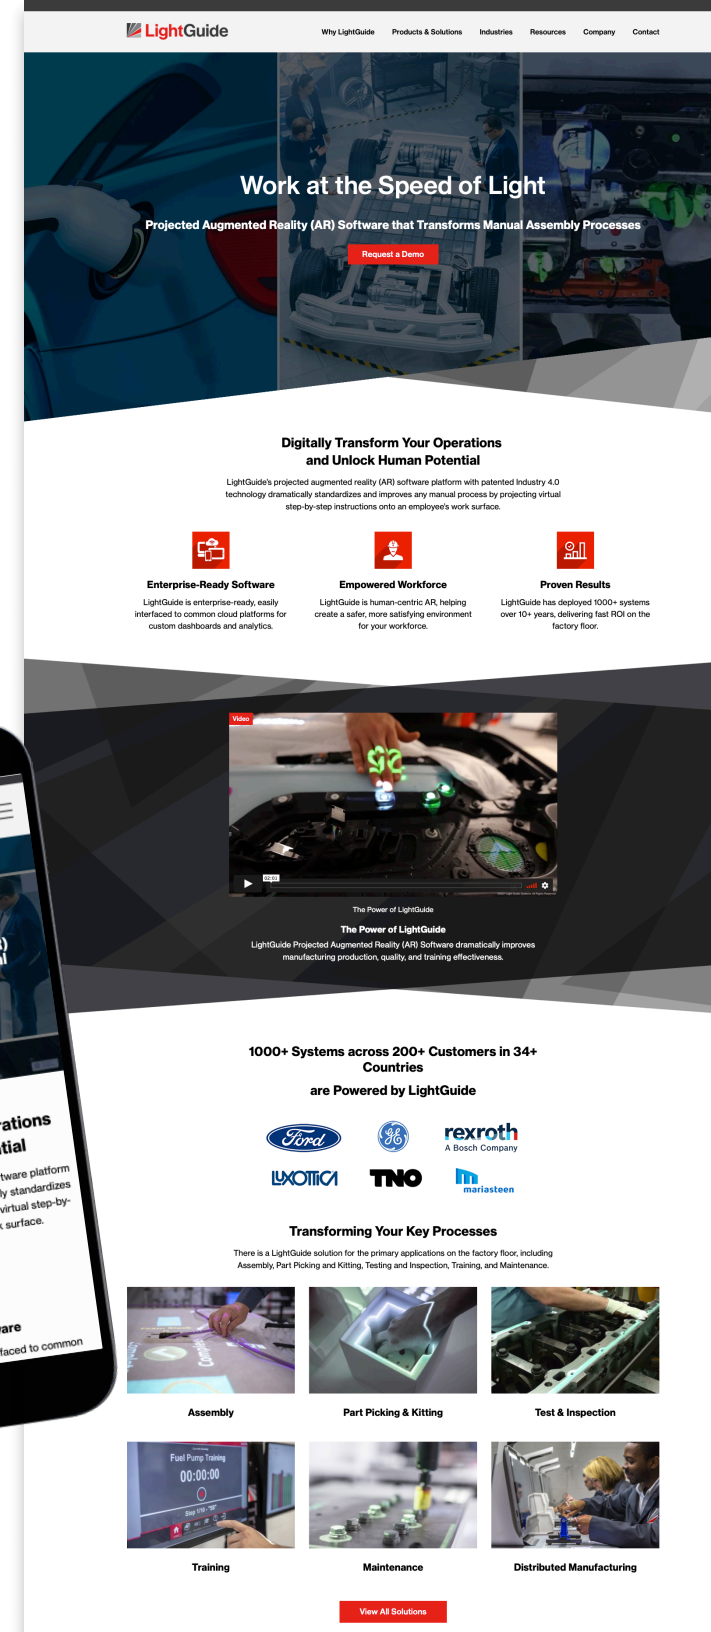 LightGuide
Why LightGuide Products & Solutions Industries Resources Company Contact
Work at the Speed of Light
Projected Augmented Reality (AR) Software that Transforms Manual Assembly Processes
Request a Demo
Digitally Transform Your Operations
and Unlock Human Potential
LightGuide's projected augmented reality (AR) software platform with patented Industry 4.0
technology dramatically standardizes and improves any manual process by projecting virtual
step-by-step instructions onto an employee's work surface.
Enterprise-Ready Software
LightGuide is enterprise-ready, easily
interfaced to common cloud platforms for
custom dashboards and analytics.
Empowered Workforce
LightGuide is human-centric AR, helping
create a safer, more satisfying environment
for your workforce.
Proven Results
LightGuide has deployed 1000+ systems
over 10+ years, delivering fast ROI on the
factory floor.
Video
02:01
The Power of LightGuide
The Power of LightGuide
LightGuide Projected Augmented Reality (AR) Software dramatically improves
manufacturing production, quality, and training effectiveness.
rations
tial
tware platform
ly standardizes
virtual step-by-
k surface.
vare
faced to common
1000+ Systems across 200+ Customers in 34+
Countries
are Powered by LightGuide
Ford
GE
rexroth
A Bosch Company
LUXOTTICA
TNO
mariasteen
Transforming Your Key Processes
There is a LightGuide solution for the primary applications on the factory floor, including
Assembly, Part Picking and Kitting, Testing and Inspection, Training, and Maintenance.
Assembly
Part Picking & Kitting
Test & Inspection
Fuel Pump Training
00:00:00
Training
Maintenance
Distributed Manufacturing
View All Solutions